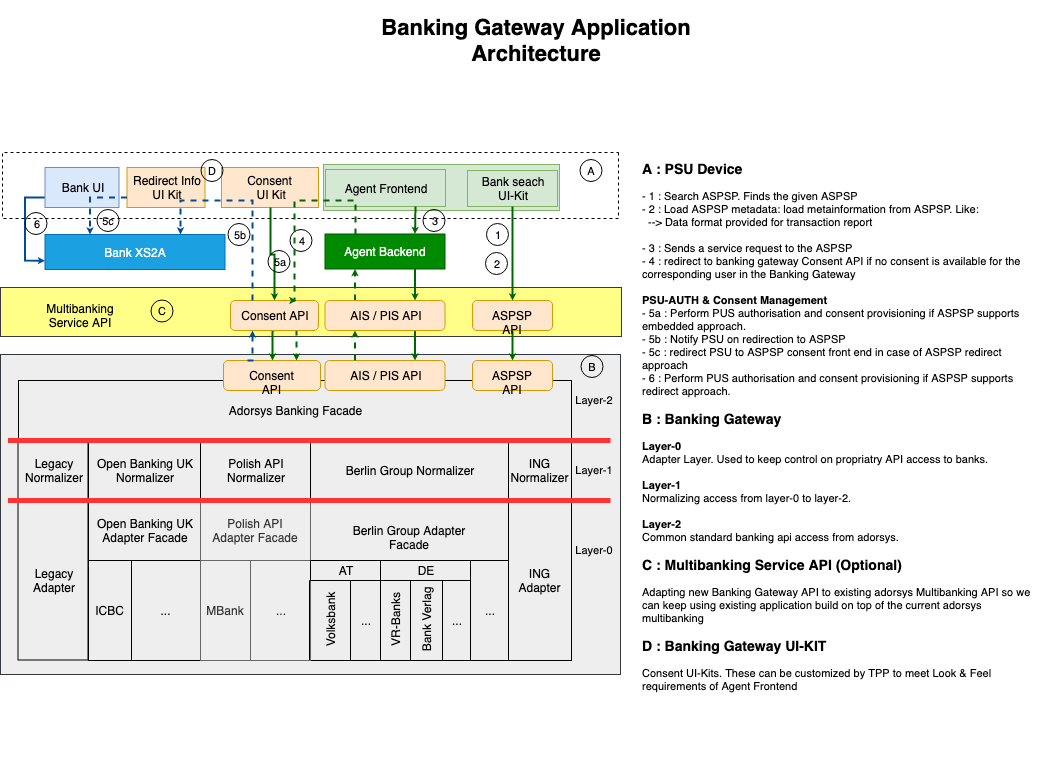 Banking Gateway Application
Architecture
A
D
Bank UI
Redirect Info
UI Kit
Consent
UI Kit
Agent Frontend
Bank seach
UI-Kit
6
5c
5b
4
3
1
2
5a
Bank XS2A
Agent Backend
Multibanking
Service API
C
Consent API
AIS / PIS API
ASPSP
API
B
Consent
API
AIS / PIS API
ASPSP
API
Adorsys Banking Facade
Layer-2
Legacy
Normalizer
Open Banking UK
Normalizer
Polish API
Normalizer
Berlin Group Normalizer
ING
Normalizer
Layer-1
Legacy
Adapter
Open Banking UK
Adapter Facade
Polish API
Adapter Facade
Berlin Group Adapter
Facade
ING
Adapter
Layer-0
AT
DE
ICBC
...
MBank
...
Volksbank
...
VR-Banks
Bank Verlag
...
...
A : PSU Device
- 1 : Search ASPSP. Finds the given ASPSP
- 2 : Load ASPSP metadata: load metainformation from ASPSP. Like:
--> Data format provided for transaction report
- 3 : Sends a service request to the ASPSP
- 4 : redirect to banking gateway Consent API if no consent is available for the
corresponding user in the Banking Gateway
PSU-AUTH & Consent Management
- 5a : Perform PUS authorisation and consent provisioning if ASPSP supports
embedded approach.
- 5b : Notify PSU on redirection to ASPSP
- 5c : redirect PSU to ASPSP consent front end in case of ASPSP redirect
approach
- 6 : Perform PUS authorisation and consent provisioning if ASPSP supports
redirect approach.
B : Banking Gateway
Layer-0
Adapter Layer. Used to keep control on propriatry API access to banks.
Layer-1
Normalizing access from layer-0 to layer-2.
Layer-2
Common standard banking api access from adorsys.
C : Multibanking Service API (Optional)
Adapting new Banking Gateway API to existing adorsys Multibanking API so we
can keep using existing application build on top of the current adorsys
multibanking
D : Banking Gateway UI-KIT
Consent UI-Kits. These can be customized by TPP to meet Look & Feel
requirements of Agent Frontend